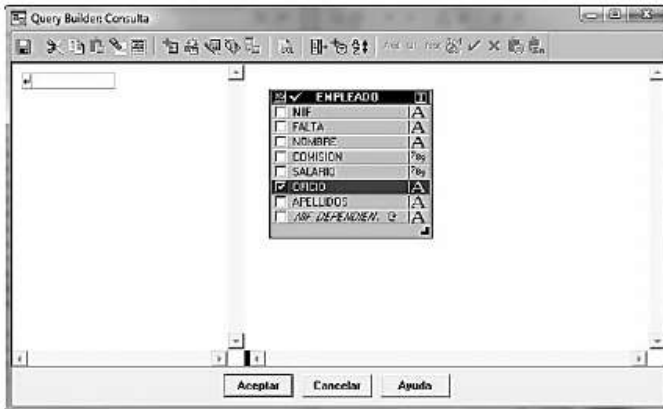 Query Builder: Consulta
EMPLEADO
NIF
FALTA
NOMBRE
COMISION
SALARIO
OFICIO
APELLIDOS
NIF DEPENDIEN.
Aceptar Cancelar Ayuda